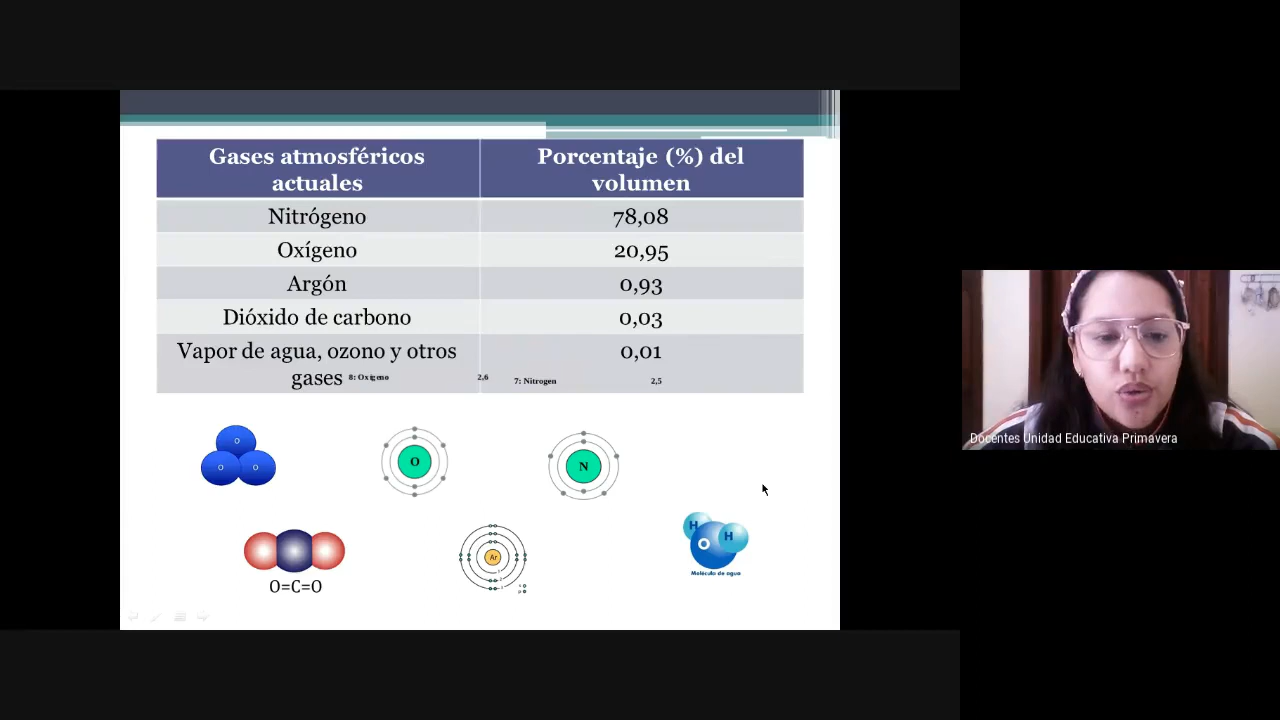 Gases atmosféricos
actuales
Porcentaje (%) del
volumen
Nitrógeno
78,08
Oxígeno
20,95
Argón
0,93
Dióxido de carbono
0,03
Vapor de agua, ozono y otros
gases
0,01
8: Oxígeno
2,6
7: Nitrogen
2,5
O
O
O
O
N
H
H
O
Molécula de agua
Ar
O=C=O
Docentes Unidad Educativa Primavera